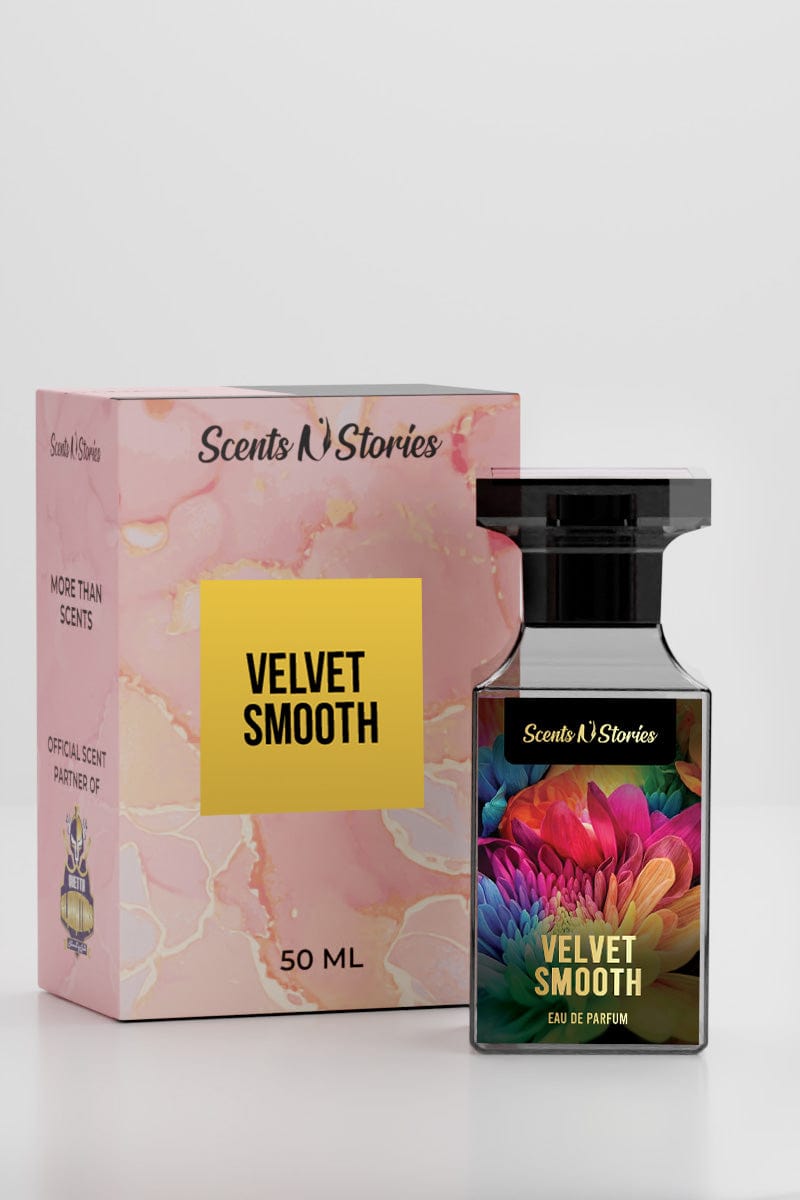 Scents N Stories
MORE THAN
SCENTS
OFFICIAL SCENT
PARTNER OF
QUETTA
Scents N Stories
VELVET
SMOOTH
50 ML
Scents N Stories
VELVET
SMOOTH
EAU DE PARFUM